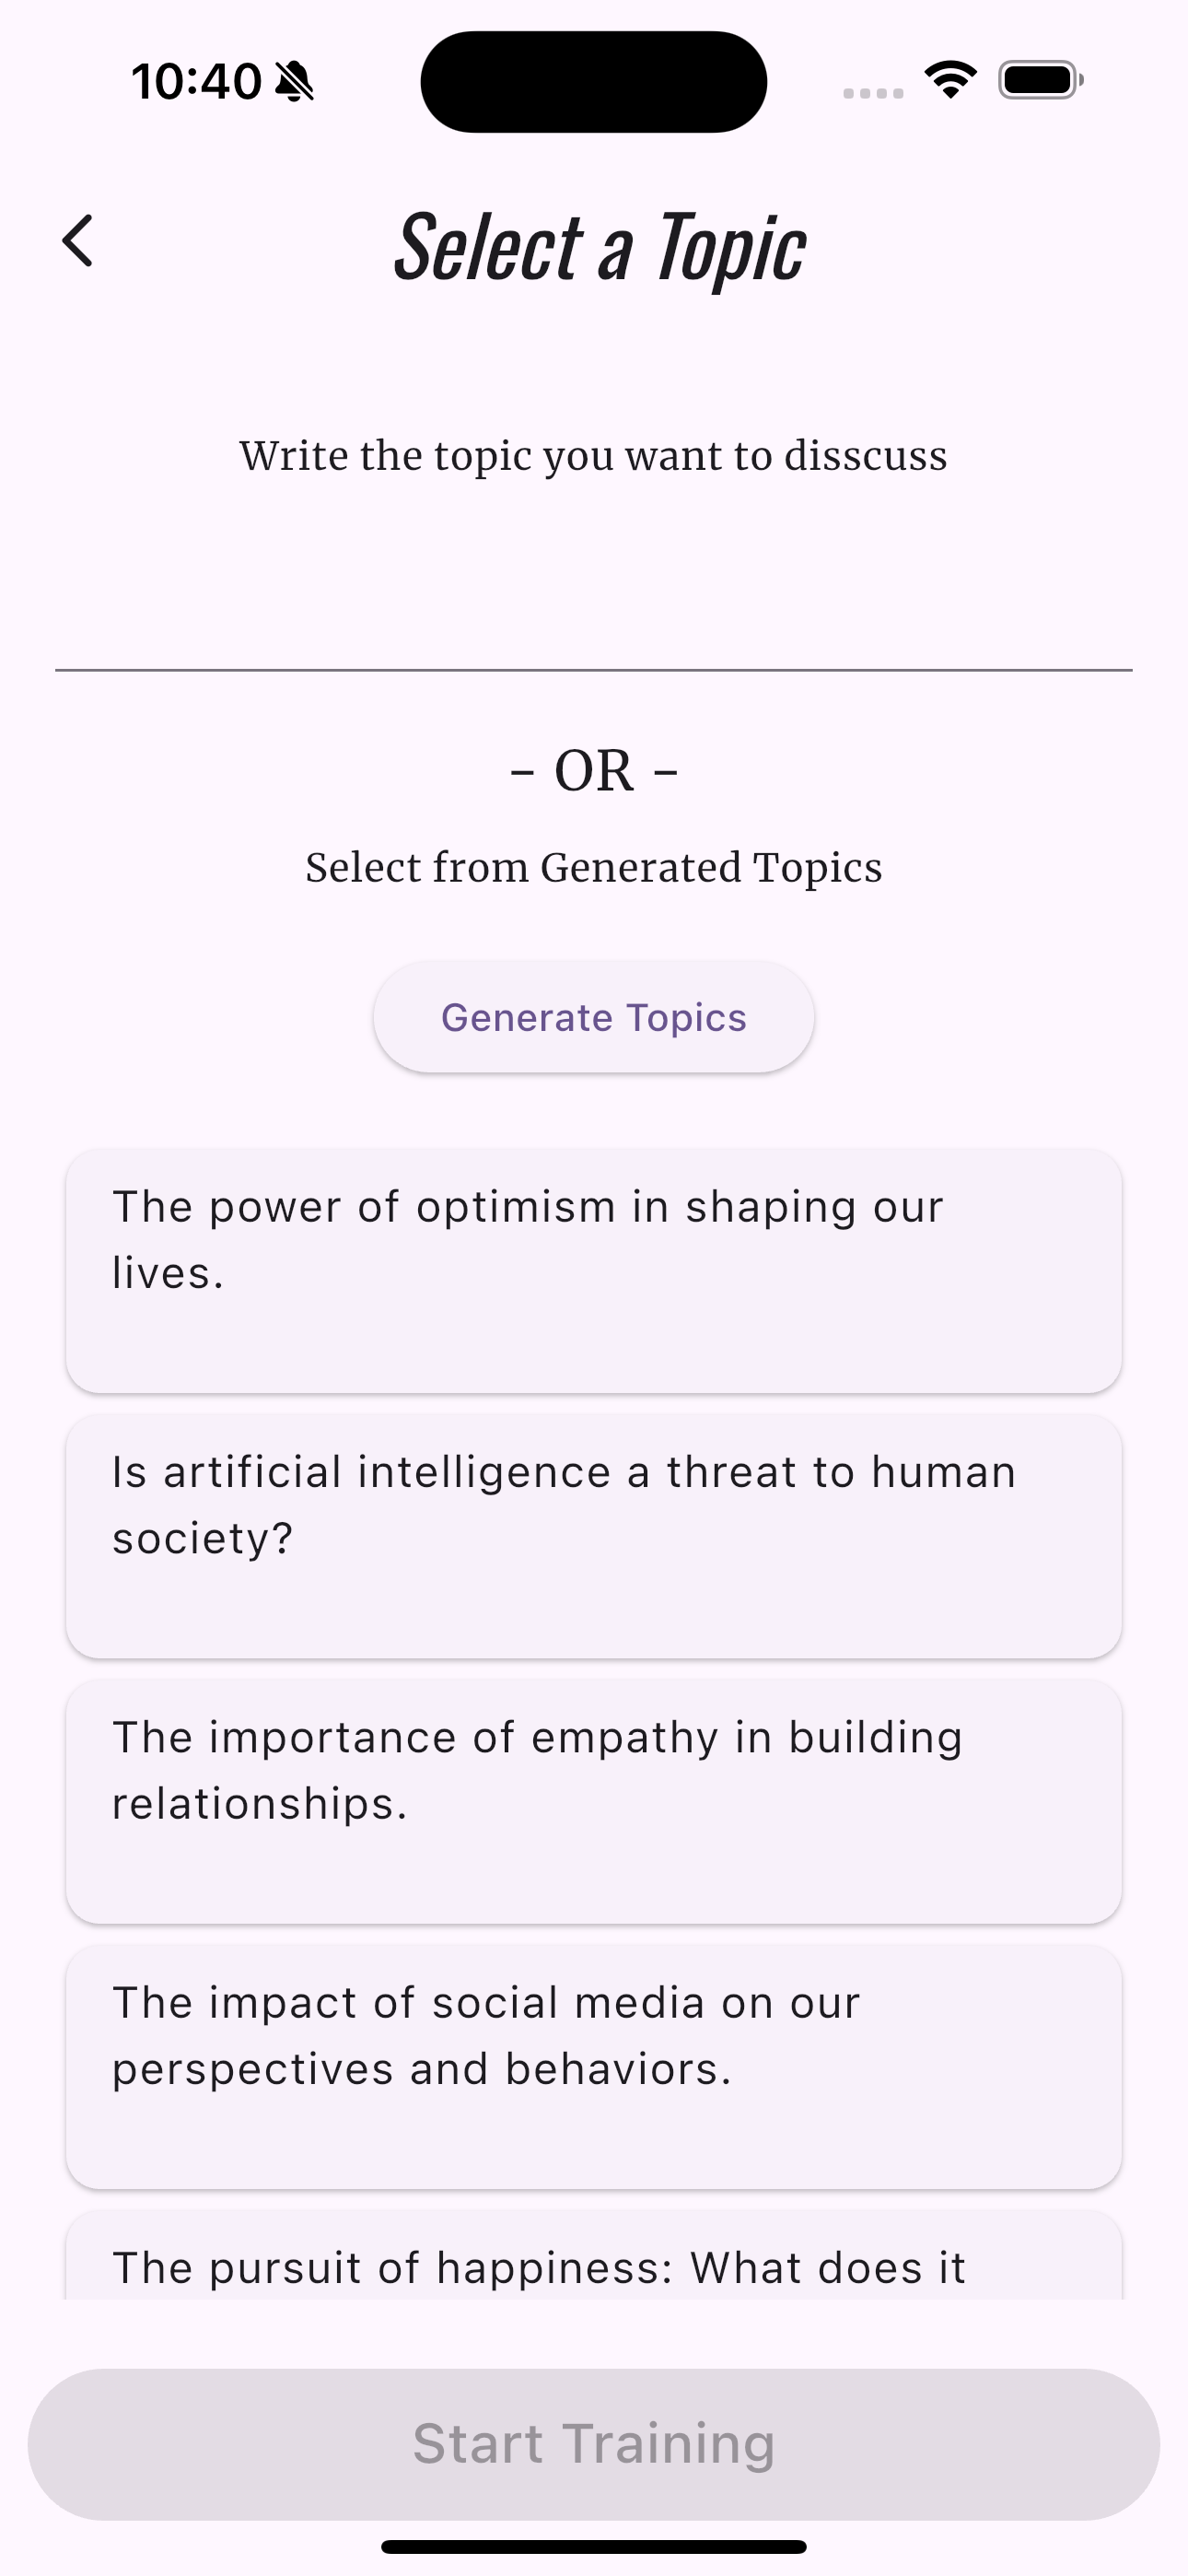 10:40
Select a Topic
Write the topic you want to disscuss
- OR -
Select from Generated Topics
Generate Topics
The power of optimism in shaping our
lives.
Is artificial intelligence a threat to human
society?
The importance of empathy in building
relationships.
The impact of social media on our
perspectives and behaviors.
The pursuit of happiness: What does it
Start Training